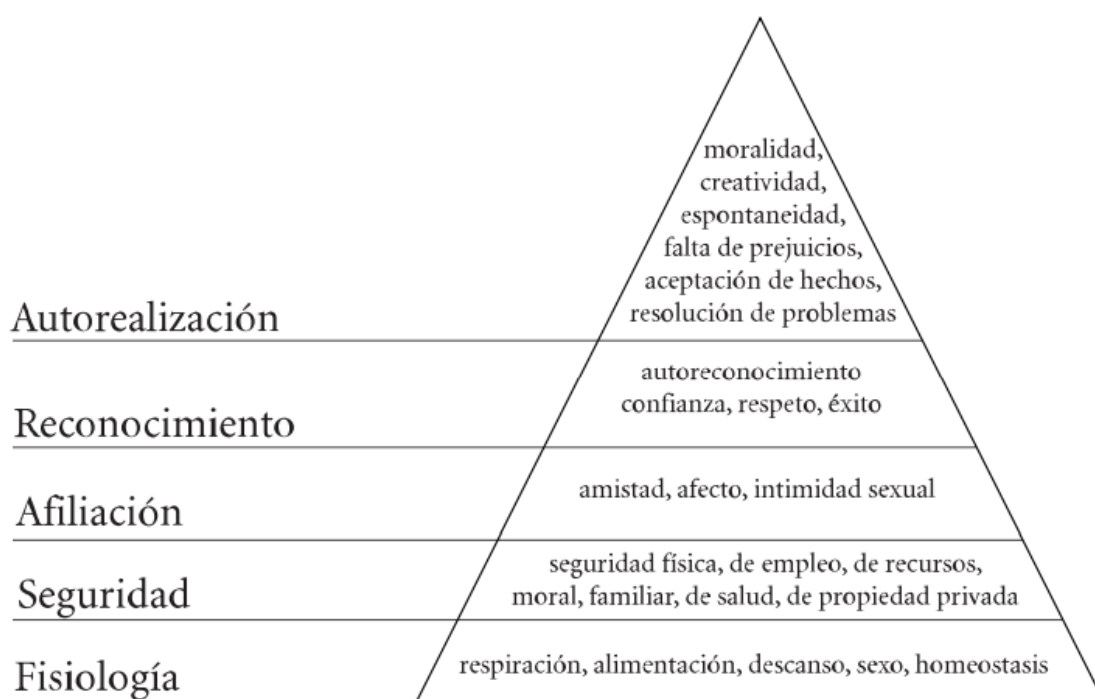 moralidad,
creatividad,
espontaneidad,
falta de prejuicios,
aceptación de hechos,
resolución de problemas
Autorealización
autoreconocimiento
confianza, respeto, éxito
Reconocimiento
amistad, afecto, intimidad sexual
Afiliación
seguridad física, de empleo, de recursos,
moral, familiar, de salud, de propiedad privada
Seguridad
respiración, alimentación, descanso, sexo, homeostasis
Fisiología